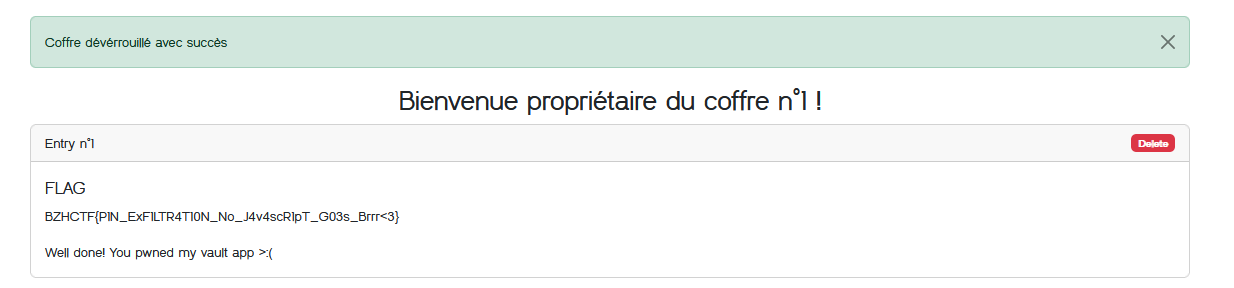 Coffre dévérrouillé avec succès
Bienvenue propriétaire du coffre n°1 !
Entry n°1
Delete
FLAG
BZHCTF{P1N_ExF1LTR4T10N_No_J4v4scR1pT_G03s_Brrr<3}
Well done! You pwned my vault app >:(